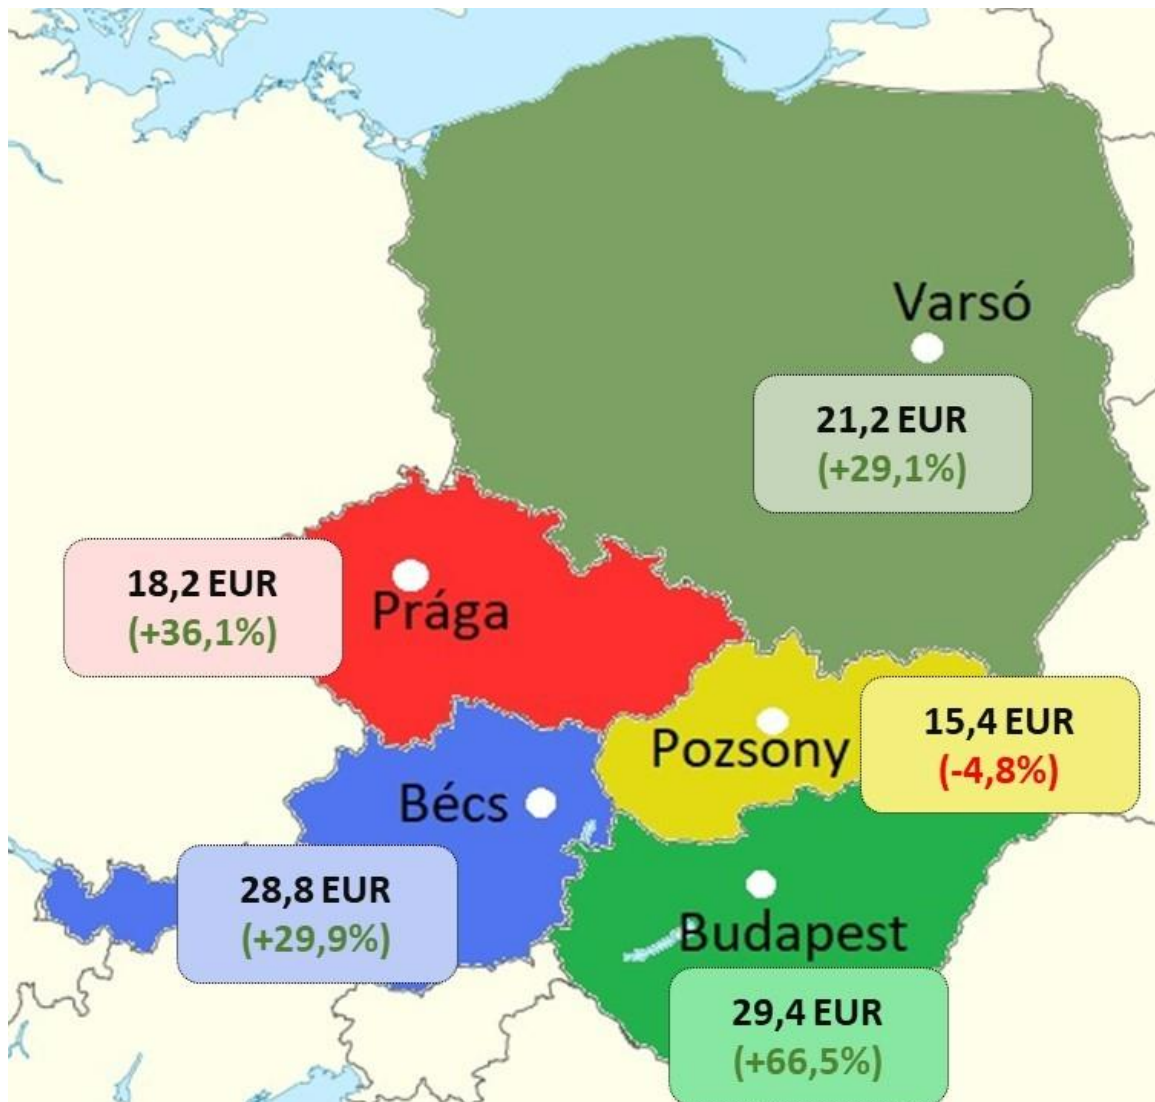 Varsó
21,2 EUR
(+29,1%)
18,2 EUR
(+36,1%)
Prága
Pozsony
15,4 EUR
(-4,8%)
Bécs
28,8 EUR
(+29,9%)
Budapest
29,4 EUR
(+66,5%)